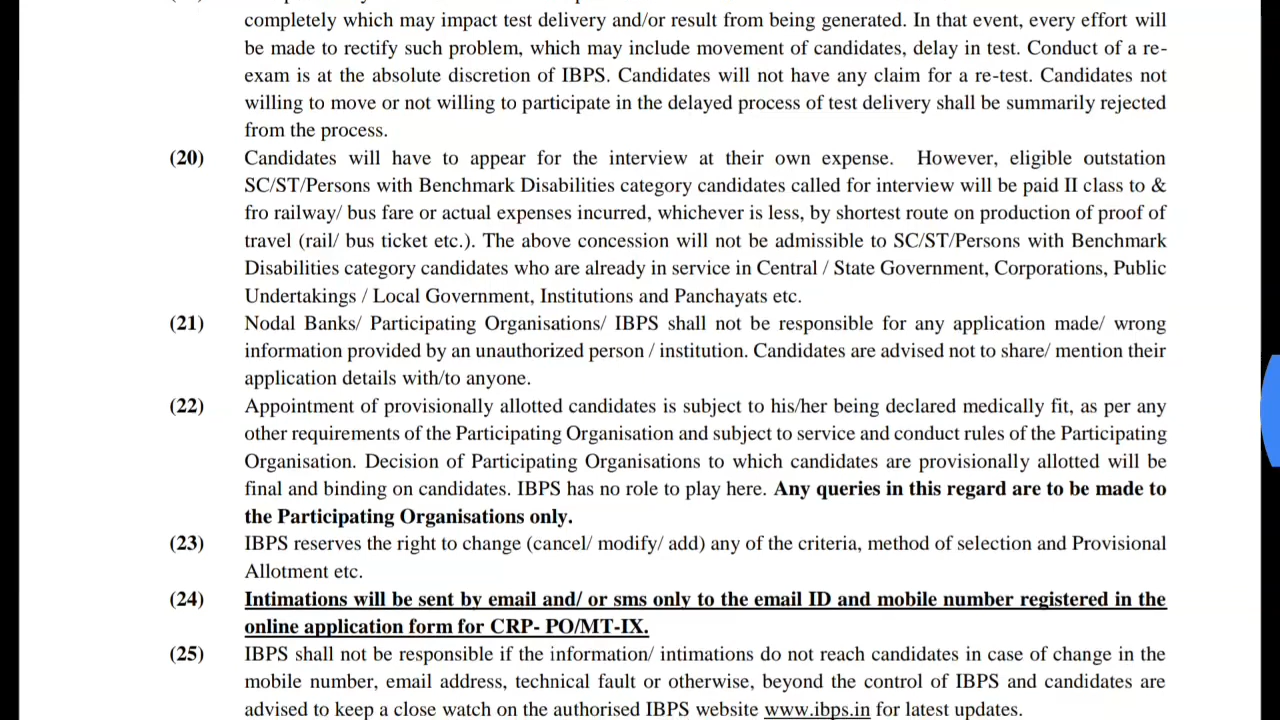 completely which may impact test delivery and/or result from being generated. In that event, every effort will
be made to rectify such problem, which may include movement of candidates, delay in test. Conduct of a re-
exam is at the absolute discretion of IBPS. Candidates will not have any claim for a re-test. Candidates not
willing to move or not willing to participate in the delayed process of test delivery shall be summarily rejected
from the process.
(20) Candidates will have to appear for the interview at their own expense. However, eligible outstation
SC/ST/Persons with Benchmark Disabilities category candidates called for interview will be paid II class to &
fro railway/ bus fare or actual expenses incurred, whichever is less, by shortest route on production of proof of
travel (rail/ bus ticket etc.). The above concession will not be admissible to SC/ST/Persons with Benchmark
Disabilities category candidates who are already in service in Central / State Government, Corporations, Public
Undertakings / Local Government, Institutions and Panchayats etc.
(21) Nodal Banks/ Participating Organisations/ IBPS shall not be responsible for any application made/ wrong
information provided by an unauthorized person / institution. Candidates are advised not to share/ mention their
application details with/to anyone.
(22) Appointment of provisionally allotted candidates is subject to his/her being declared medically fit, as per any
other requirements of the Participating Organisation and subject to service and conduct rules of the Participating
Organisation. Decision of Participating Organisations to which candidates are provisionally allotted will be
final and binding on candidates. IBPS has no role to play here. Any queries in this regard are to be made to
the Participating Organisations only.
(23) IBPS reserves the right to change (cancel/ modify/ add) any of the criteria, method of selection and Provisional
Allotment etc.
(24) Intimations will be sent by email and/ or sms only to the email ID and mobile number registered in the
online application form for CRP- PO/MT-IX.
(25) IBPS shall not be responsible if the information/ intimations do not reach candidates in case of change in the
mobile number, email address, technical fault or otherwise, beyond the control of IBPS and candidates are
advised to keep a close watch on the authorised IBPS website www.ibps.in for latest updates.